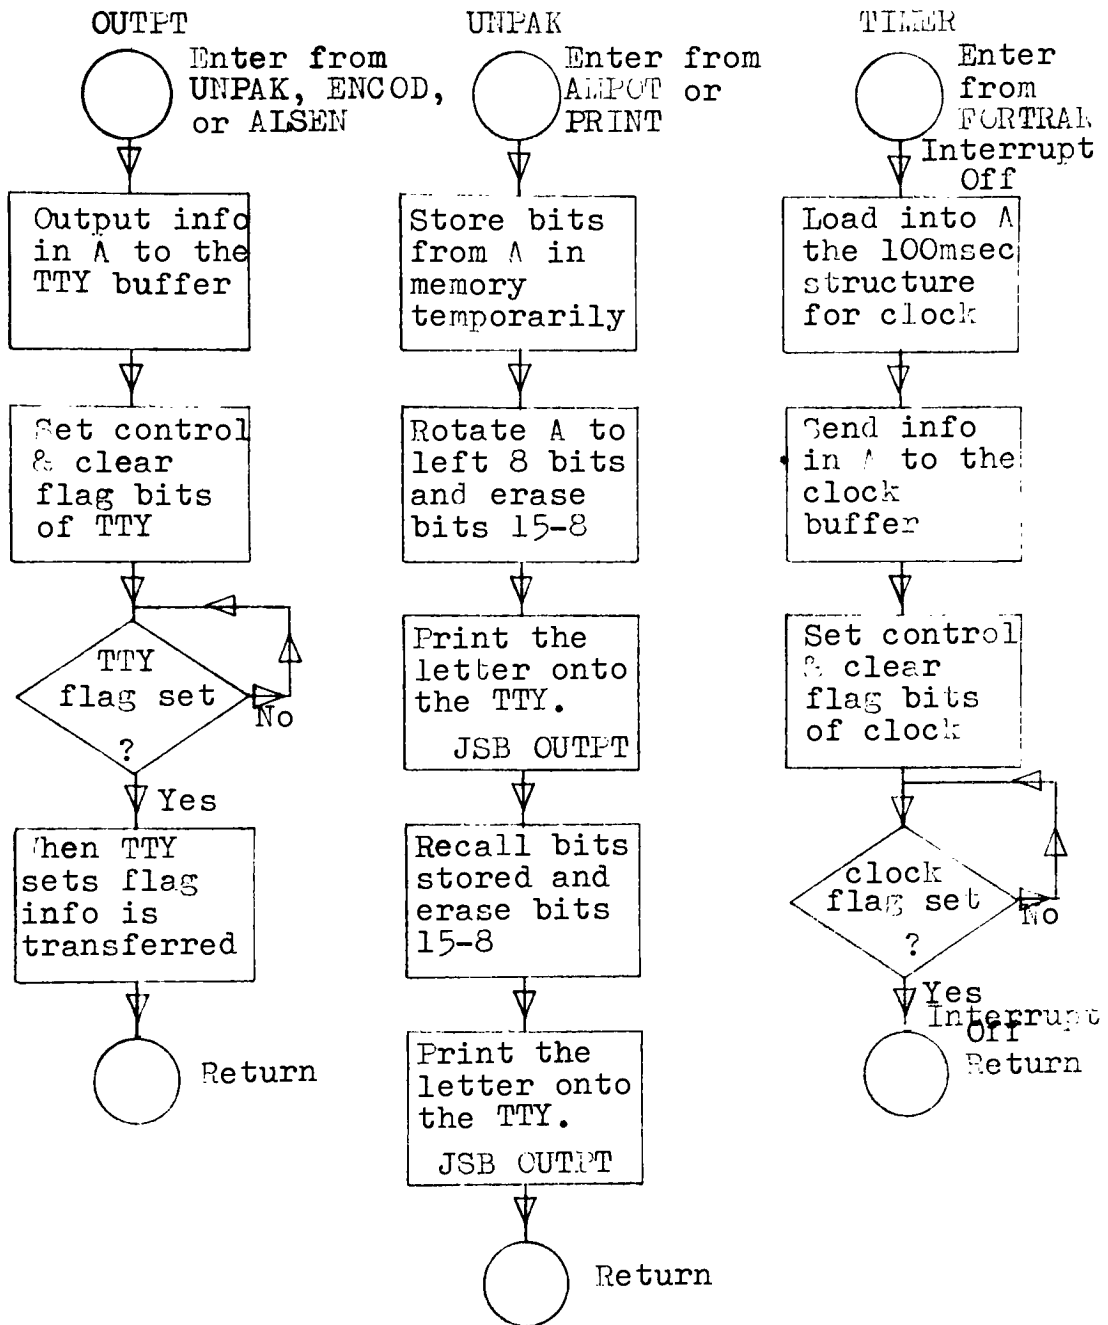 OUTPT
Enter from
UNPAK, ENCOD,
or ALSEN
Output info
in A to the
TTY buffer
Set control
& clear
flag bits
of TTY
TTY
flag set
?
No
Yes
When TTY
sets flag
info is
transferred
Return
UNPAK
Enter from
AMPOT or
PRINT
Store bits
from A in
memory
temporarily
Rotate A to
left 8 bits
and erase
bits 15-8
Print the
letter onto
the TTY.
JSB OUTPT
Recall bits
stored and
erase bits
15-8
Print the
letter onto
the TTY.
JSB OUTPT
Return
TIMER
Enter
from
FORTRAN
Interrupt
Off
Load into A
the 100msec
structure
for clock
Send info
in A to the
clock
buffer
Set control
& clear
flag bits
of clock
clock
flag set
?
No
Yes
Interrupt
Off
Return